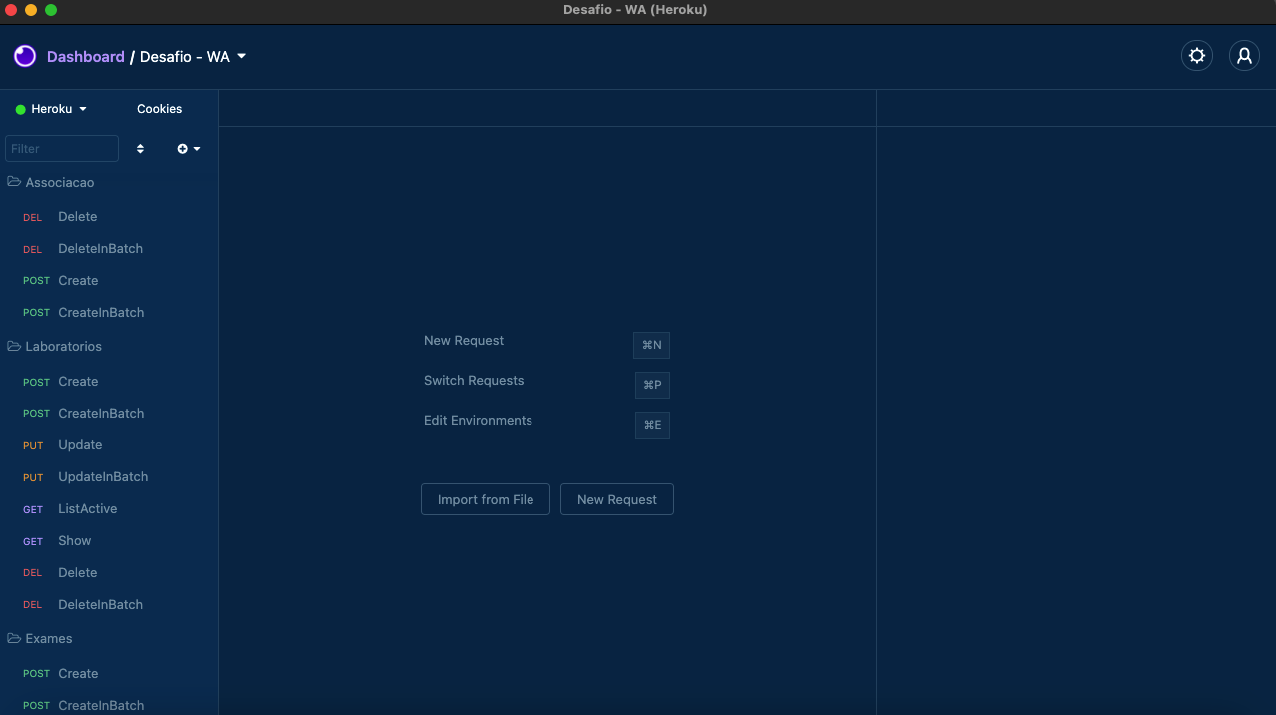 Desafio - WA (Heroku)
Dashboard / Desafio - WA
Heroku Cookies
Filter
Associacao
DEL Delete
DEL DeleteInBatch
POST Create
POST CreateInBatch
Laboratorios
POST Create
POST CreateInBatch
PUT Update
PUT UpdateInBatch
GET ListActive
GET Show
DEL Delete
DEL DeleteInBatch
Exames
POST Create
POST CreateInBatch
New Request ⌘N
Switch Requests ⌘P
Edit Environments ⌘E
Import from File New Request